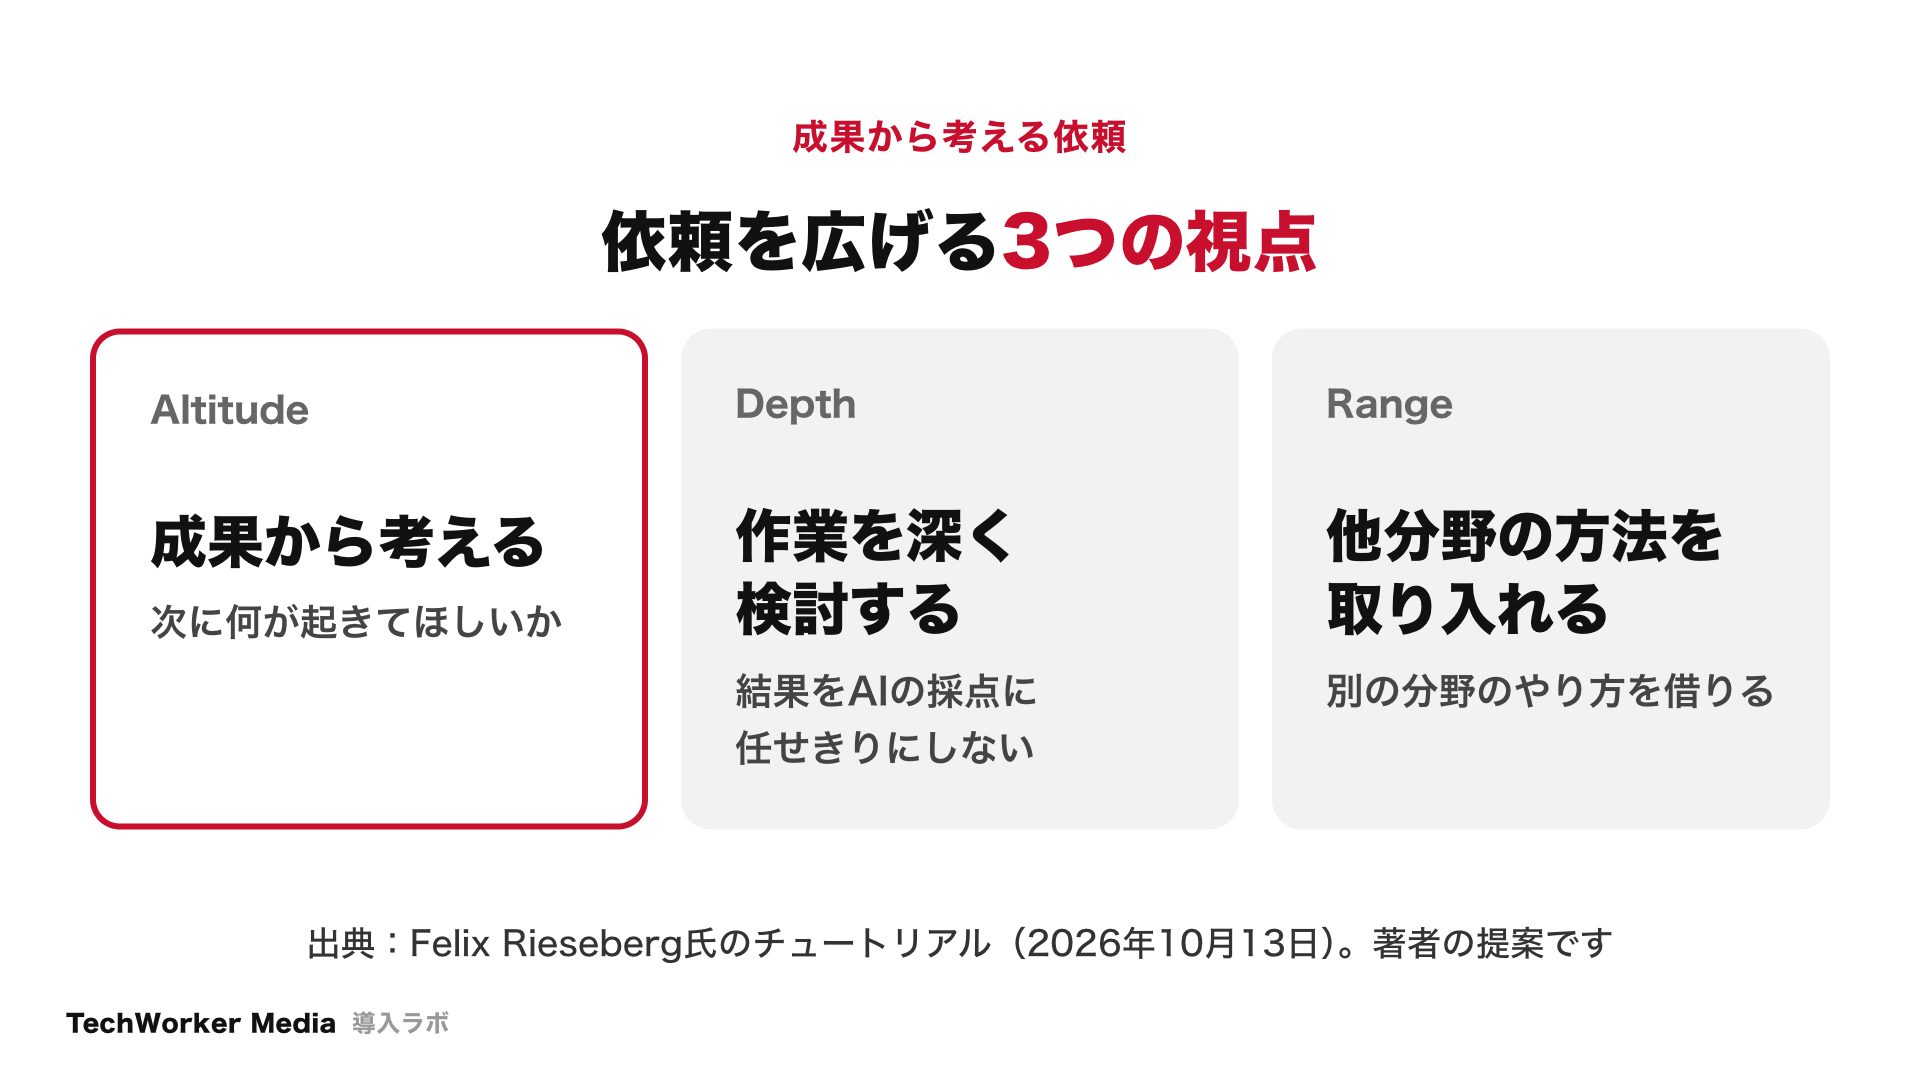 成果から考える依頼
依頼を広げる3つの視点
Altitude
成果から考える
次に何が起きてほしいか
Depth
作業を深く
検討する
結果をAIの採点に
任せきりにしない
Range
他分野の方法を
取り入れる
別の分野のやり方を借りる
出典：Felix Rieseberg氏のチュートリアル（2026年10月13日）。著者の提案です
TechWorker Media 導入ラボ